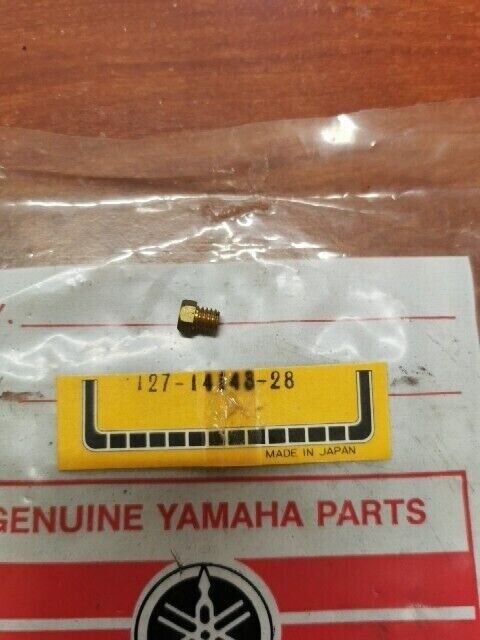 127-14143-28
MADE IN JAPAN
GENUINE YAMAHA PARTS